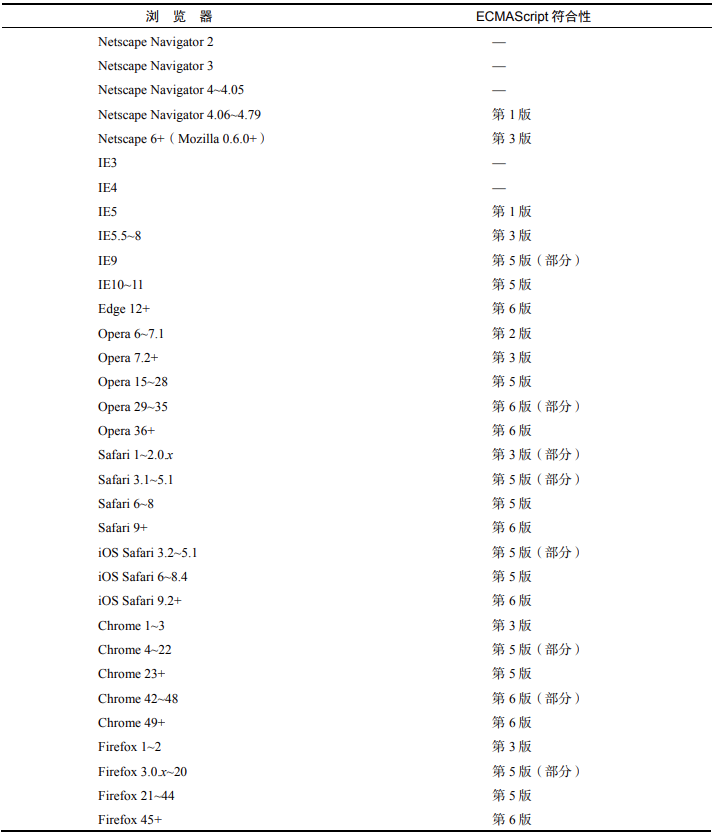 浏 览 器 ECMAScript 符合性
Netscape Navigator 2 —
Netscape Navigator 3 —
Netscape Navigator 4~4.05 —
Netscape Navigator 4.06~4.79 第 1 版
Netscape 6+（Mozilla 0.6.0+） 第 3 版
IE3 —
IE4 —
IE5 第 1 版
IE5.5~8 第 3 版
IE9 第 5 版（部分）
IE10~11 第 5 版
Edge 12+ 第 6 版
Opera 6~7.1 第 2 版
Opera 7.2+ 第 3 版
Opera 15~28 第 5 版
Opera 29~35 第 6 版（部分）
Opera 36+ 第 6 版
Safari 1~2.0.x 第 3 版（部分）
Safari 3.1~5.1 第 5 版（部分）
Safari 6~8 第 5 版
Safari 9+ 第 6 版
iOS Safari 3.2~5.1 第 5 版（部分）
iOS Safari 6~8.4 第 5 版
iOS Safari 9.2+ 第 6 版
Chrome 1~3 第 3 版
Chrome 4~22 第 5 版（部分）
Chrome 23+ 第 5 版
Chrome 42~48 第 6 版（部分）
Chrome 49+ 第 6 版
Firefox 1~2 第 3 版
Firefox 3.0.x~20 第 5 版（部分）
Firefox 21~44 第 5 版
Firefox 45+ 第 6 版